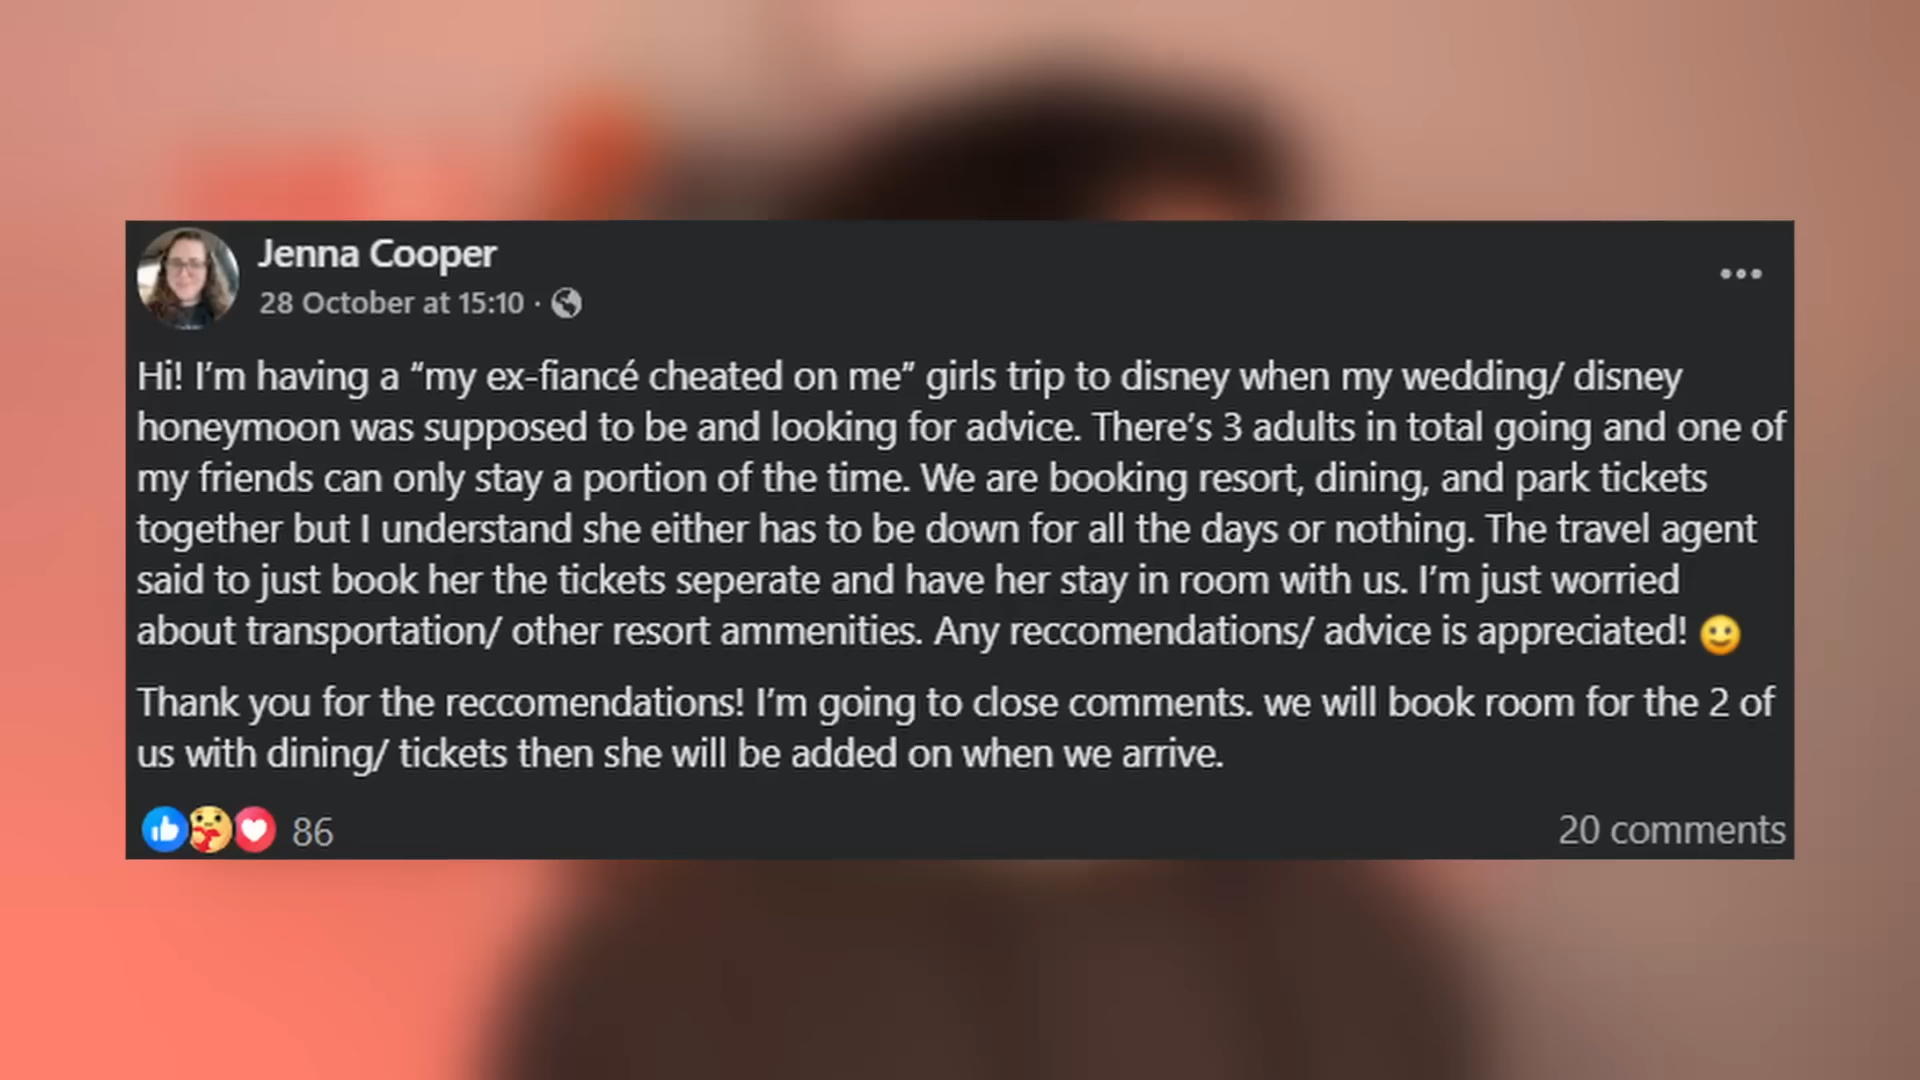 Jenna Cooper
28 October at 15:10 ·
Hi! I’m having a “my ex-fiancé cheated on me” girls trip to disney when my wedding/ disney
honeymoon was supposed to be and looking for advice. There’s 3 adults in total going and one of
my friends can only stay a portion of the time. We are booking resort, dining, and park tickets
together but I understand she either has to be down for all the days or nothing. The travel agent
said to just book her the tickets seperate and have her stay in room with us. I’m just worried
about transportation/ other resort ammenities. Any reccomendations/ advice is appreciated! 🙂
Thank you for the reccomendations! I’m going to close comments. we will book room for the 2 of
us with dining/ tickets then she will be added on when we arrive.
86
20 comments